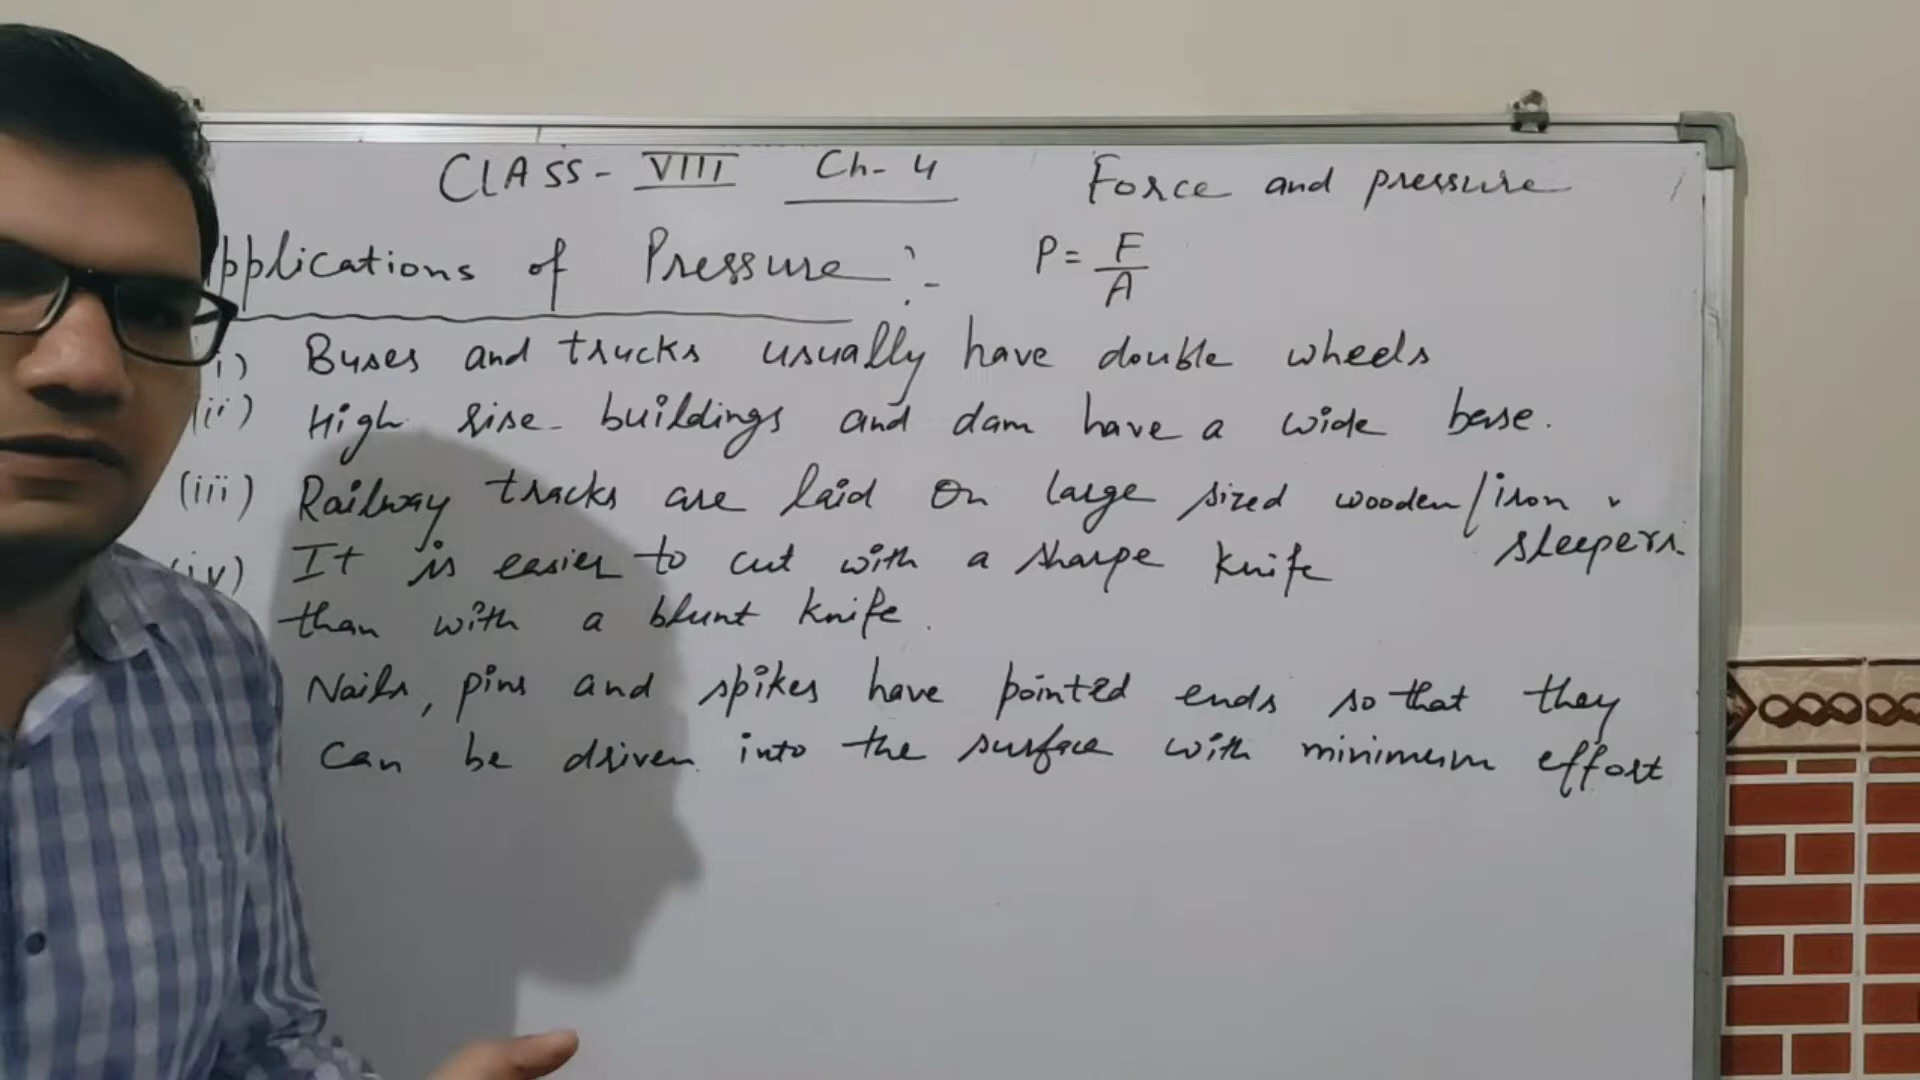 CLASS - VIII Ch- 4 Force and pressure
pplications of Pressure :- P = F/A
i) Buses and trucks usually have double wheels
(ii) High rise buildings and dam have a wide base.
(iii) Railway tracks are laid on large sized wooden/iron
sleepers.
(iv) It is easier to cut with a sharpe knife
than with a blunt knife.
Nails, pins and spikes have pointed ends so that they
can be driven into the surface with minimum effort